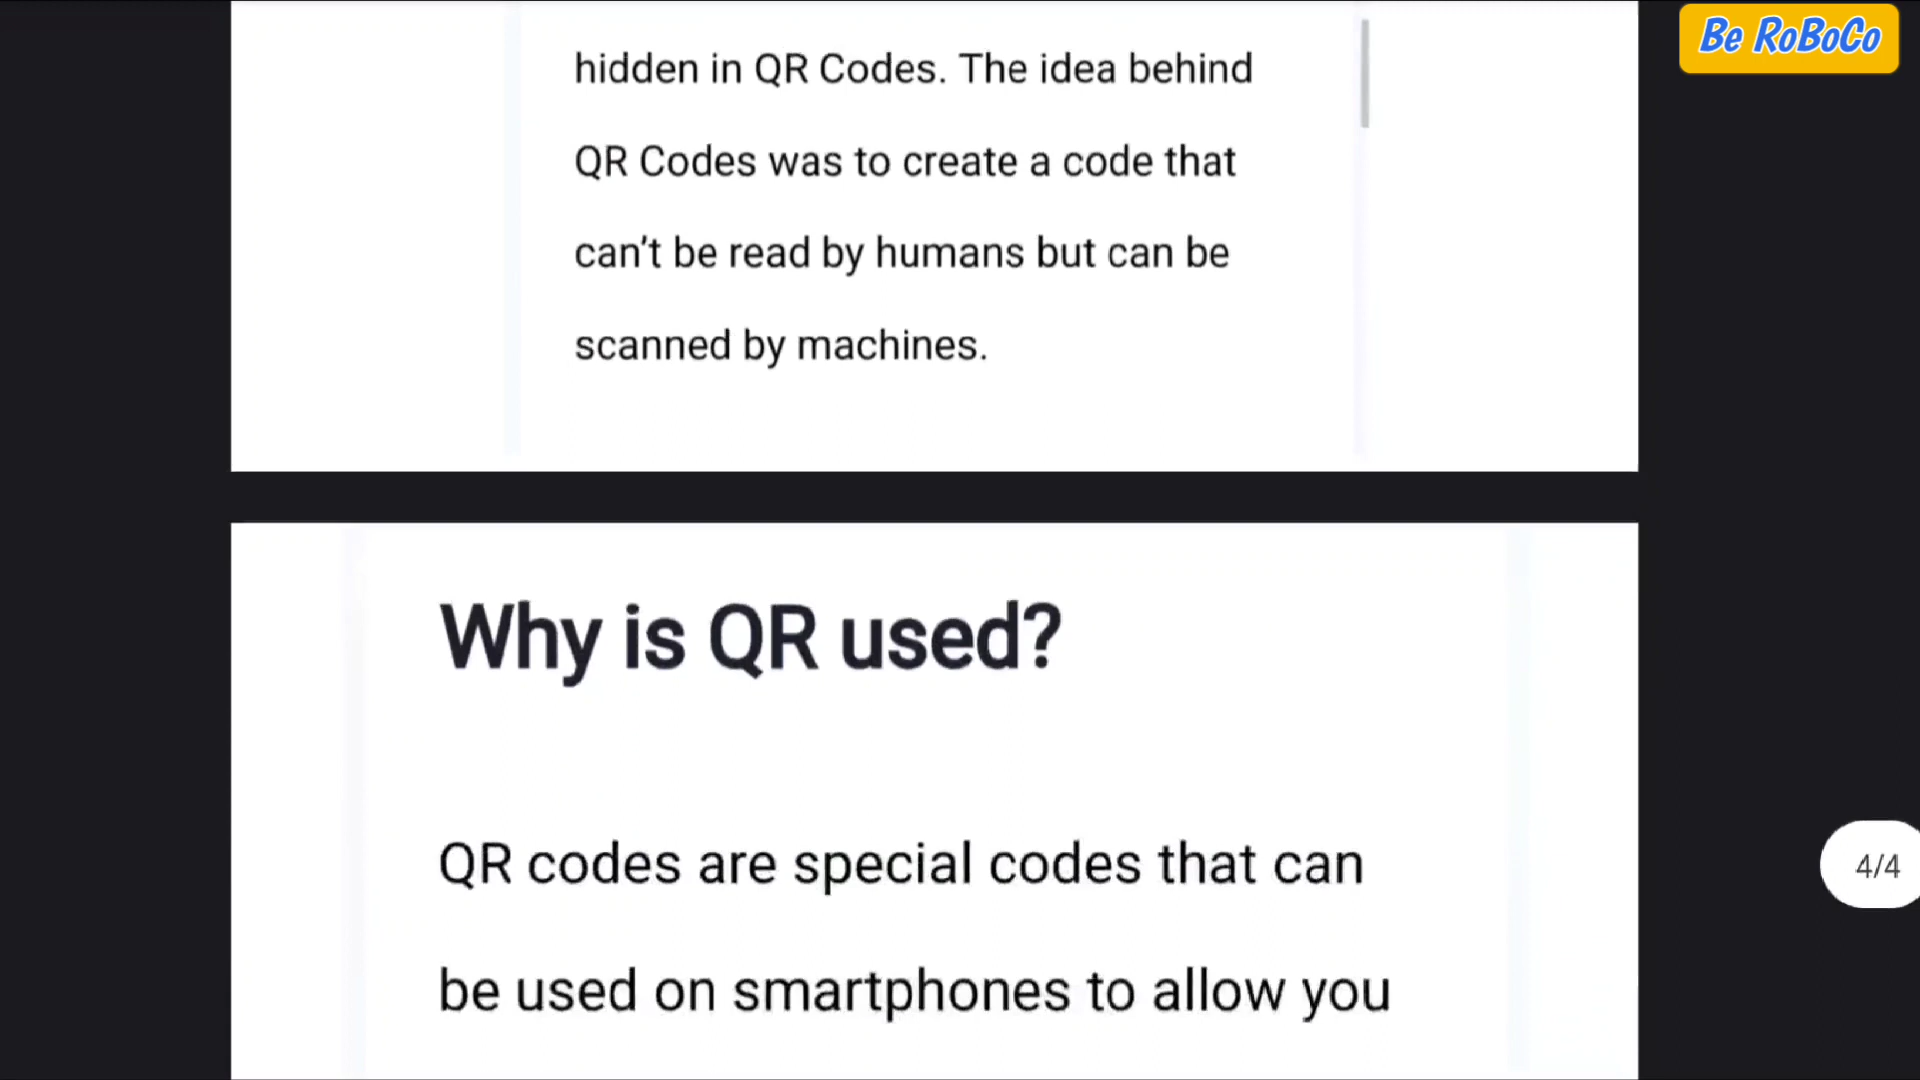 Be RoBoCo
hidden in QR Codes. The idea behind
QR Codes was to create a code that
can't be read by humans but can be
scanned by machines.
Why is QR used?
QR codes are special codes that can
be used on smartphones to allow you
4/4